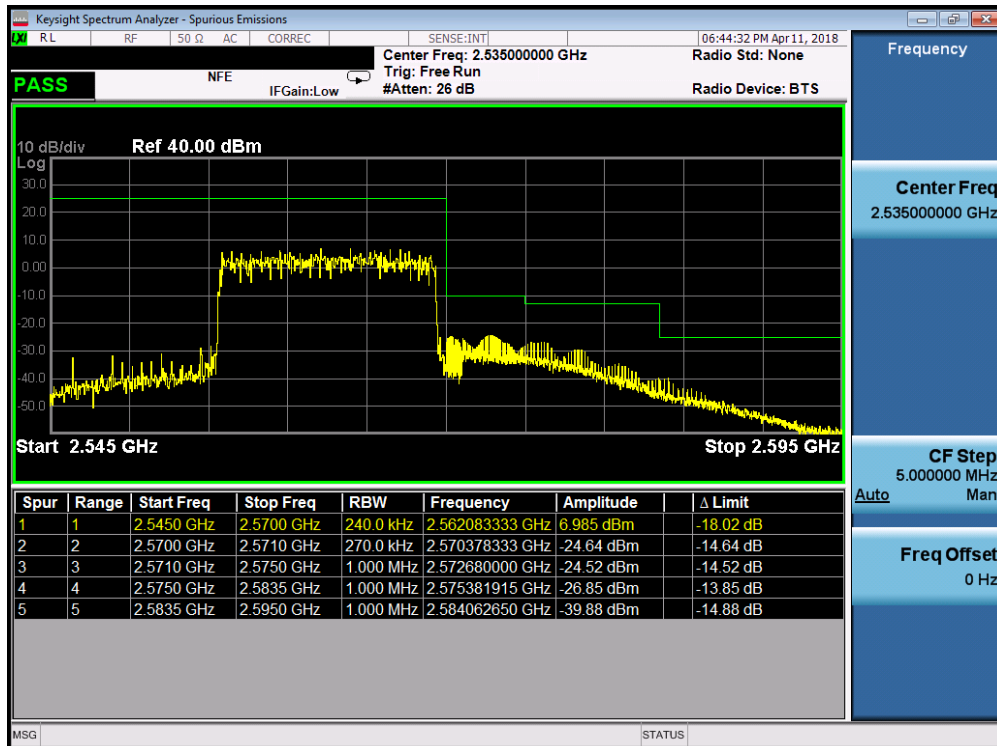 Keysight Spectrum Analyzer - Spurious Emissions
LXI RL RF 50 Ω AC CORREC SENSE:INT 06:44:32 PM Apr 11, 2018
Center Freq: 2.535000000 GHz Radio Std: None
PASS NFE Trig: Free Run
IFGain:Low #Atten: 26 dB Radio Device: BTS
10 dB/div Ref 40.00 dBm
Log
30.0
20.0
10.0
0.00
-10.0
-20.0
-30.0
-40.0
-50.0
Start 2.545 GHz Stop 2.595 GHz
Spur Range Start Freq Stop Freq RBW Frequency Amplitude Δ Limit
1 1 2.5450 GHz 2.5700 GHz 240.0 kHz 2.562083333 GHz 6.985 dBm -18.02 dB
2 2 2.5700 GHz 2.5710 GHz 270.0 kHz 2.570378333 GHz -24.64 dBm -14.64 dB
3 3 2.5710 GHz 2.5750 GHz 1.000 MHz 2.572680000 GHz -24.52 dBm -14.52 dB
4 4 2.5750 GHz 2.5835 GHz 1.000 MHz 2.575381915 GHz -26.85 dBm -13.85 dB
5 5 2.5835 GHz 2.5950 GHz 1.000 MHz 2.584062650 GHz -39.88 dBm -14.88 dB
Frequency
Center Freq
2.535000000 GHz
CF Step
5.000000 MHz
Auto Man
Freq Offset
0 Hz
MSG STATUS